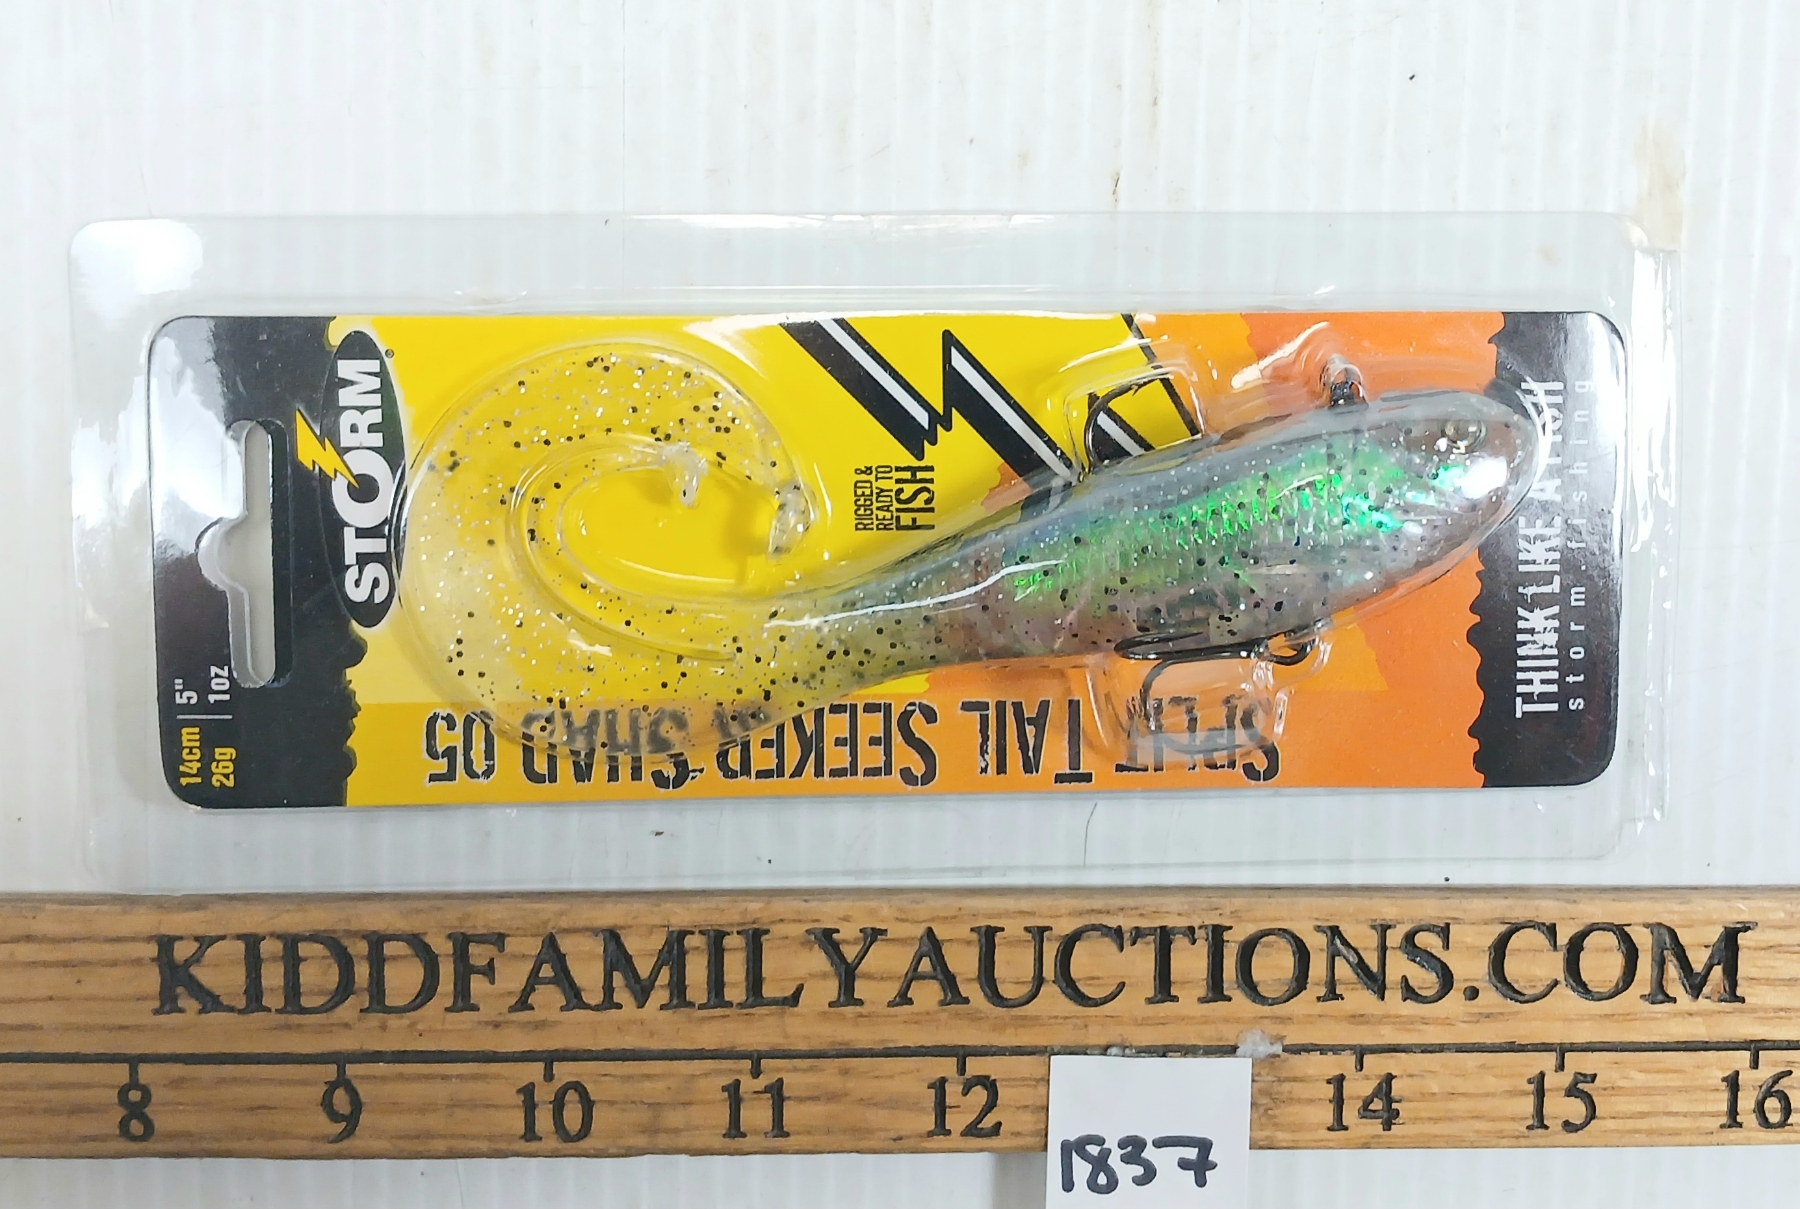 STORM
14cm | 5"
26g | 1oz
RIGGED &
READY TO
FISH
SPLIT TAIL SEEKER SHAD 05
THINK LIKE A FISH
storm.fishing
KIDDFAMILYAUCTIONS.COM
8 9 10 11 12 14 15 16
1837